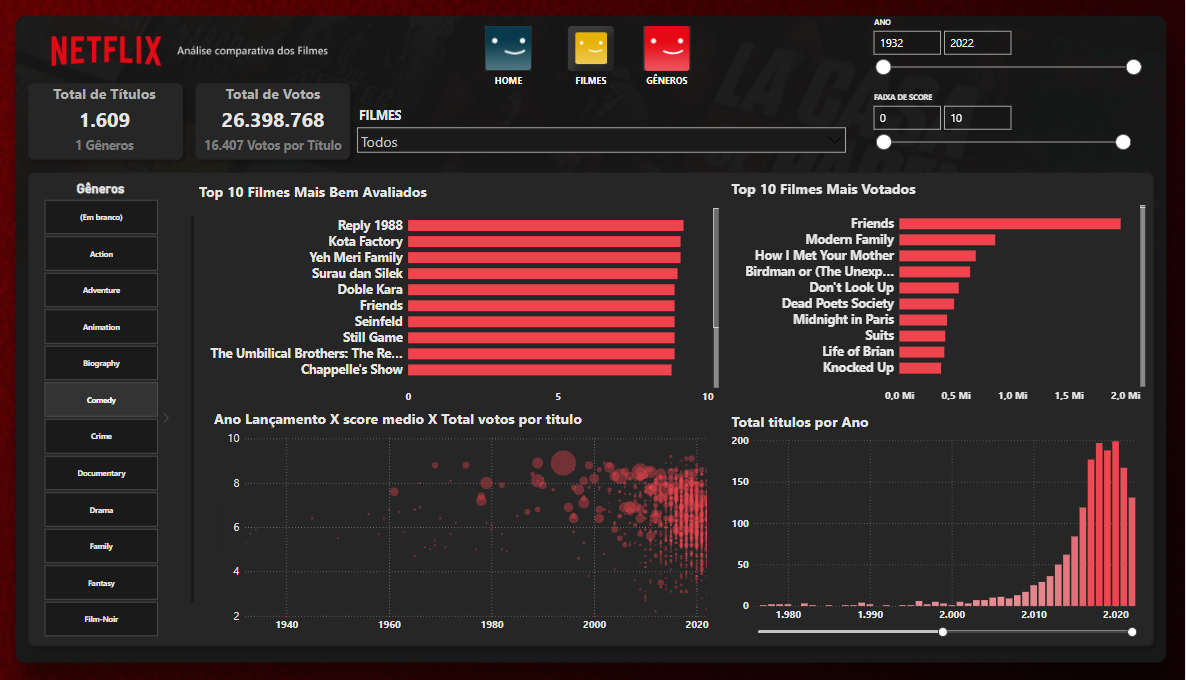 NETFLIX
Análise comparativa dos Filmes
HOME
FILMES
GÊNEROS
ANO
1932
2022
FAIXA DE SCORE
0
10
Total de Títulos
1.609
1 Gêneros
Total de Votos
26.398.768
16.407 Votos por Título
FILMES
Todos
LA CASA
Gêneros
(Em branco)
Action
Adventure
Animation
Biography
Comedy
Crime
Documentary
Drama
Family
Fantasy
Film-Noir
Top 10 Filmes Mais Bem Avaliados
Reply 1988
Kota Factory
Yeh Meri Family
Surau dan Silek
Doble Kara
Friends
Seinfeld
Still Game
The Umbilical Brothers: The Re...
Chappelle's Show
0
5
10
Top 10 Filmes Mais Votados
Friends
Modern Family
How I Met Your Mother
Birdman or (The Unexp...
Don't Look Up
Dead Poets Society
Midnight in Paris
Suits
Life of Brian
Knocked Up
0,0 Mi
0,5 Mi
1,0 Mi
1,5 Mi
2,0 Mi
Ano Lançamento X score medio X Total votos por titulo
10
8
6
4
2
1940
1960
1980
2000
2020
Total titulos por Ano
200
150
100
50
0
1.980
1.990
2.000
2.010
2.020